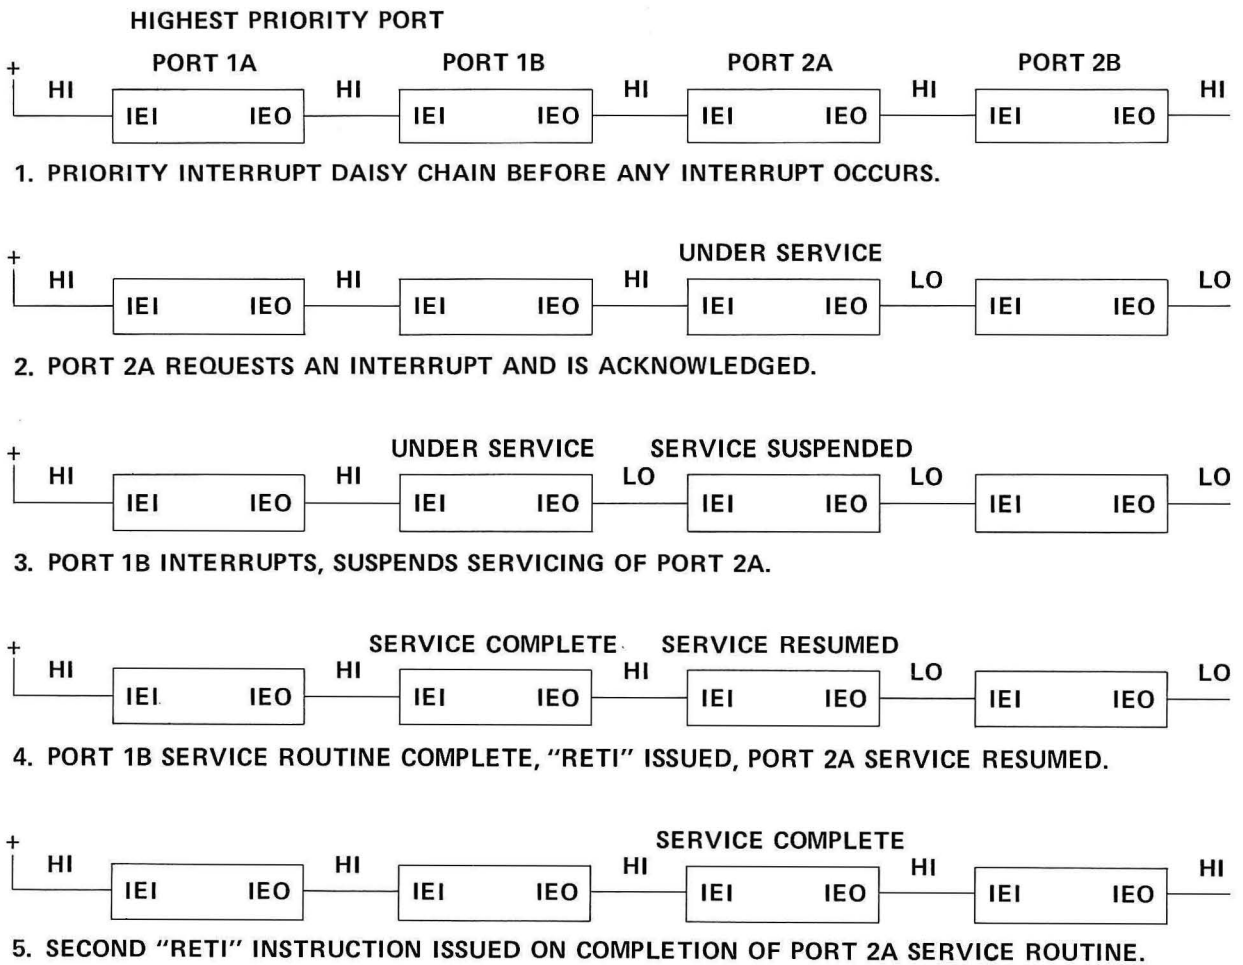 HIGHEST PRIORITY PORT
+ PORT 1A PORT 1B PORT 2A PORT 2B
HI HI HI HI HI
IEI IEO IEI IEO IEI IEO IEI IEO
1. PRIORITY INTERRUPT DAISY CHAIN BEFORE ANY INTERRUPT OCCURS.
+ UNDER SERVICE
HI HI HI LO LO
IEI IEO IEI IEO IEI IEO IEI IEO
2. PORT 2A REQUESTS AN INTERRUPT AND IS ACKNOWLEDGED.
+ UNDER SERVICE SERVICE SUSPENDED
HI HI LO LO LO
IEI IEO IEI IEO IEI IEO IEI IEO
3. PORT 1B INTERRUPTS, SUSPENDS SERVICING OF PORT 2A.
+ SERVICE COMPLETE SERVICE RESUMED
HI HI HI LO LO
IEI IEO IEI IEO IEI IEO IEI IEO
4. PORT 1B SERVICE ROUTINE COMPLETE, "RETI" ISSUED, PORT 2A SERVICE RESUMED.
+ SERVICE COMPLETE
HI HI HI HI HI
IEI IEO IEI IEO IEI IEO IEI IEO
5. SECOND "RETI" INSTRUCTION ISSUED ON COMPLETION OF PORT 2A SERVICE ROUTINE.